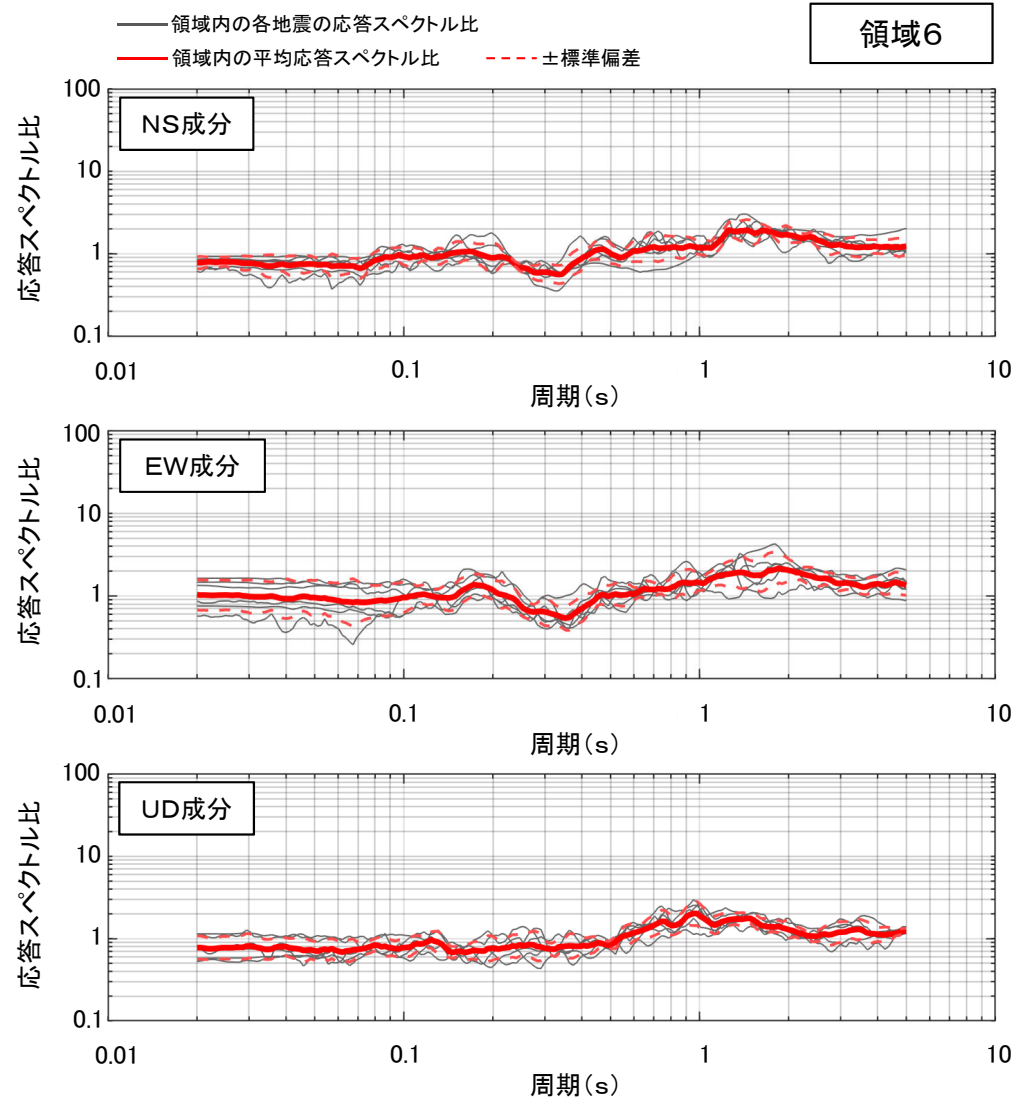 領域内の各地震の応答スペクトル比
領域6
領域内の平均応答スペクトル比 ±標準偏差
NS成分
応答スペクトル比
100
10
1
0.1
0.01 0.1 1 10
周期(s)
EW成分
応答スペクトル比
100
10
1
0.1
0.01 0.1 1 10
周期(s)
UD成分
応答スペクトル比
100
10
1
0.1
0.01 0.1 1 10
周期(s)